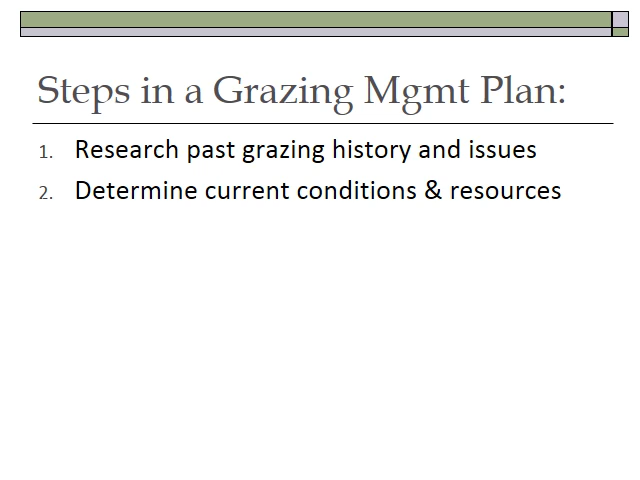 Steps in a Grazing Mgmt Plan:
1. Research past grazing history and issues
2. Determine current conditions & resources